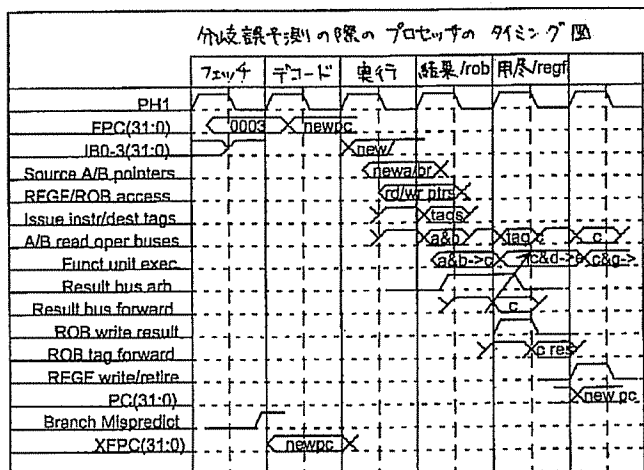 分岐誤予測の際のプロセッサのタイミング図
フェッチ デコード 実行 結果/rob 用尽/regf
PH1
FPC(31:0) 0003 newpc
IB0-3(31:0) new/
Source A/B pointers newa/br
REGF/ROB access rd/wr ptrs
Issue instr/dest tags tags
A/B read oper buses a&b tag c c
Funct unit exec a&b->c c&d->e c&g->
Result bus arb
Result bus forward c
ROB write result
ROB tag forward c res
REGF write/retire
PC(31:0) new pc
Branch Mispredict
XFPC(31:0) newpc